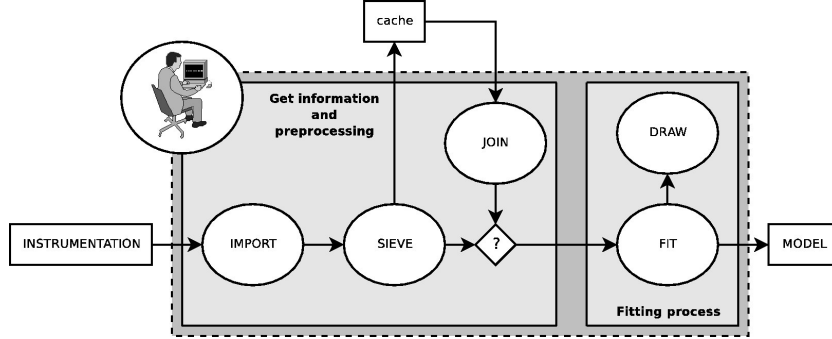 cache
Get information
and
preprocessing
JOIN
DRAW
INSTRUMENTATION
IMPORT
SIEVE
?
FIT
MODEL
Fitting process